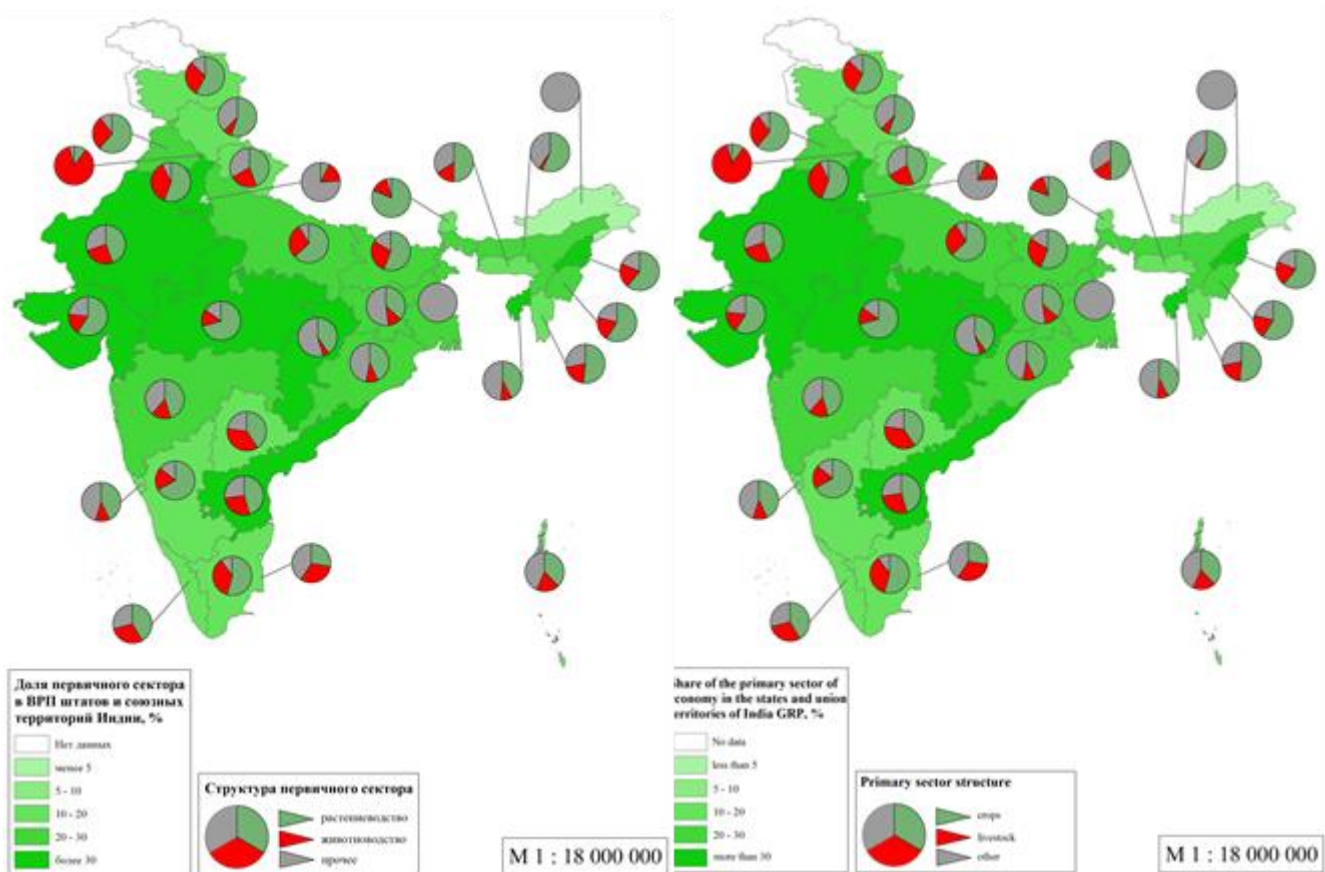 Доля первичного сектора
в ВРП штатов и союзных
территорий Индии, %
Нет данных
менее 5
5 - 10
10 - 20
20 - 30
более 30
Структура первичного сектора
растениеводство
животноводство
прочее
М 1 : 18 000 000
hare of the primary sector of
conomy in the states and union
erritories of India GRP, %
No data
less than 5
5 - 10
10 - 20
20 - 30
more than 30
Primary sector structure
crops
livestock
other
M 1 : 18 000 000